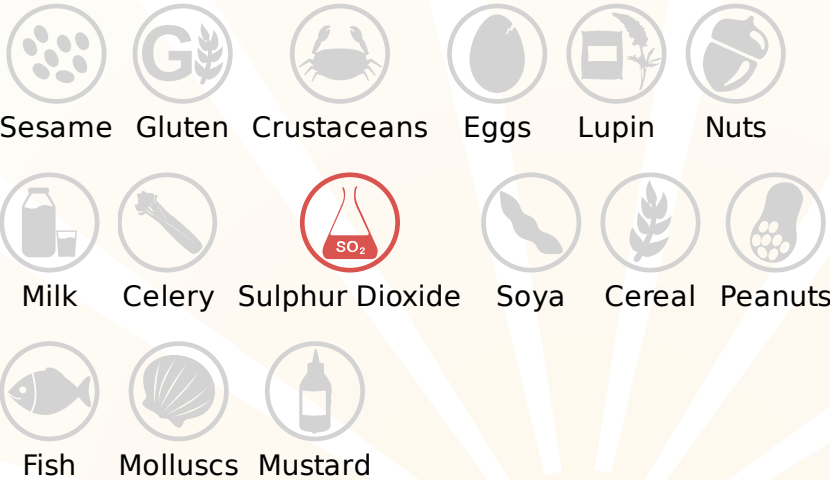 G
Sesame Gluten Crustaceans Eggs Lupin Nuts
SO₂
Milk Celery Sulphur Dioxide Soya Cereal Peanuts
Fish Molluscs Mustard